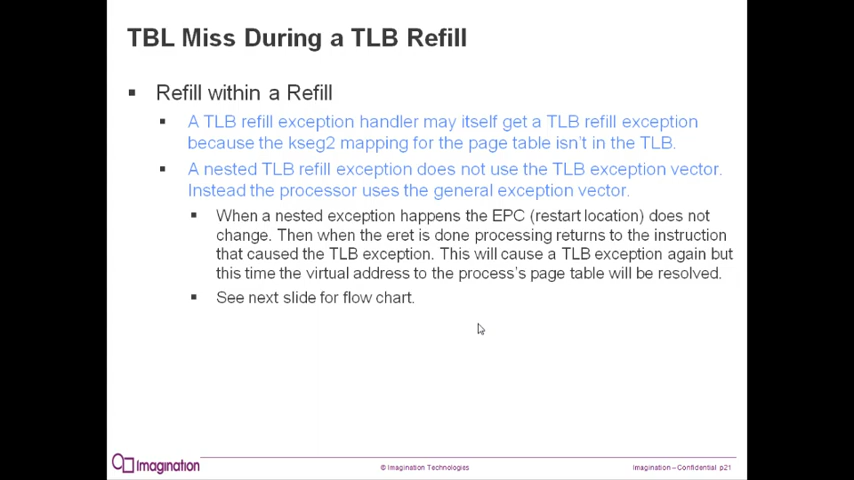 TBL Miss During a TLB Refill
▪ Refill within a Refill
▪ A TLB refill exception handler may itself get a TLB refill exception
because the kseg2 mapping for the page table isn't in the TLB.
▪ A nested TLB refill exception does not use the TLB exception vector.
Instead the processor uses the general exception vector.
▪ When a nested exception happens the EPC (restart location) does not
change. Then when the eret is done processing returns to the instruction
that caused the TLB exception. This will cause a TLB exception again but
this time the virtual address to the process's page table will be resolved.
▪ See next slide for flow chart.
Imagination
© Imagination Technologies
Imagination – Confidential p21